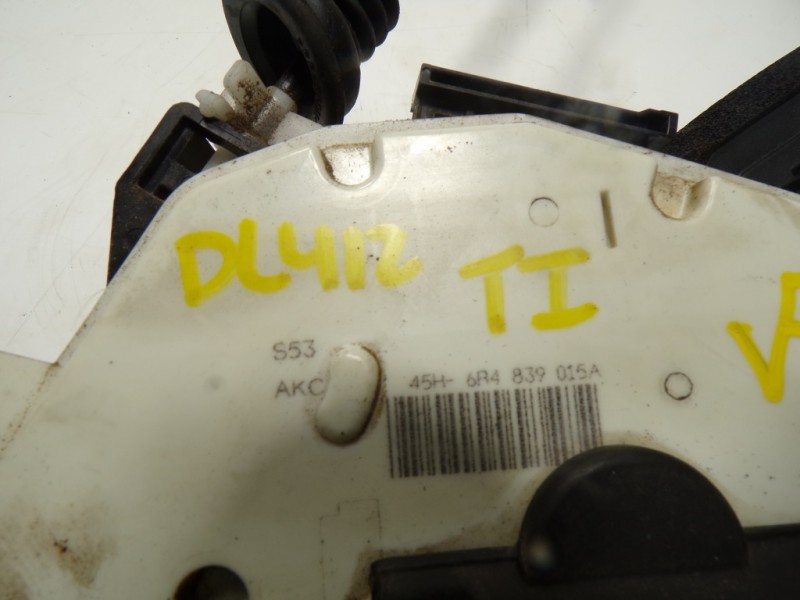 DL412 TI
S53
AKC 45H- 6R4 839 015A